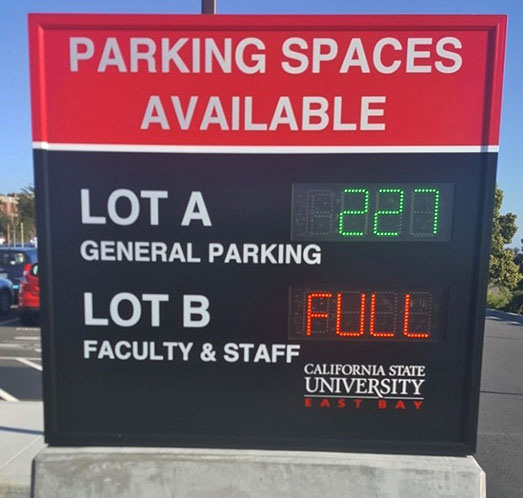 PARKING SPACES
AVAILABLE
LOT A 227
GENERAL PARKING
LOT B FULL
FACULTY & STAFF
CALIFORNIA STATE
UNIVERSITY
EAST BAY